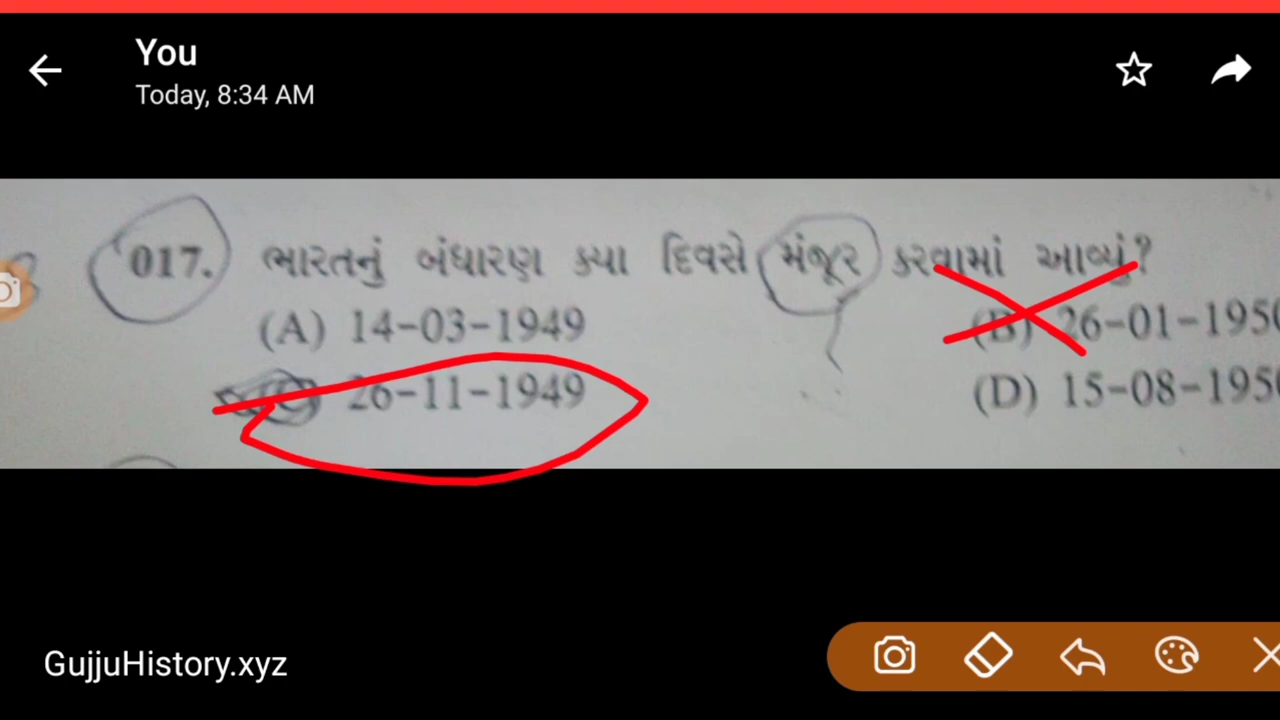 You
Today, 8:34 AM
017. ભારતનું બંધારણ ક્યા દિવસે મંજૂર કરવામાં આવ્યું?
(A) 14-03-1949
(B) 26-01-195
26-11-1949
(D) 15-08-195
GujjuHistory.xyz